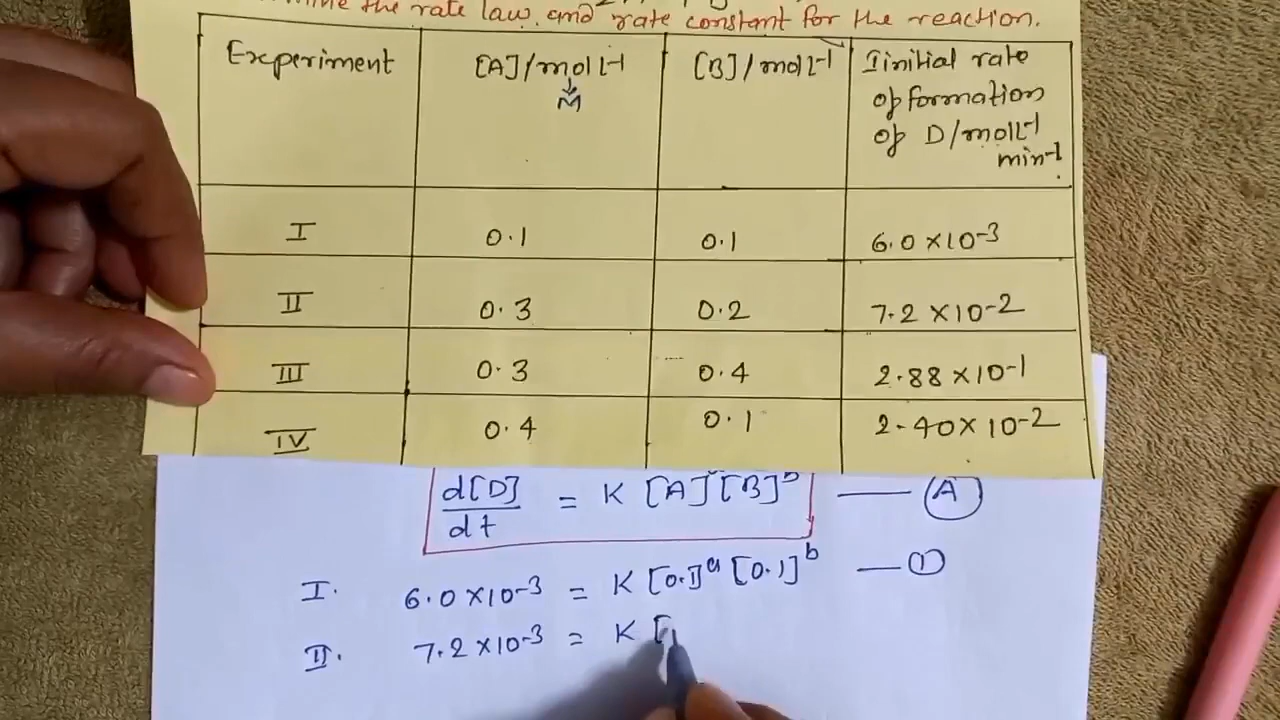 the rate law and rate constant for the reaction.
Experiment [A]/mol L-1 [B]/mol L-1 Iinitial rate
of formation
of D/mol L-1
min-1
M
I 0.1 0.1 6.0 ×10-3
II 0.3 0.2 7.2 ×10-2
III 0.3 0.4 2.88 ×10-1
IV 0.4 0.1 2.40×10-2
d[D]/dt = K [A] [B]b — (A)
I. 6.0 ×10-3 = K [0.1]a [0.1]b — (1)
II. 7.2 ×10-3 = K [